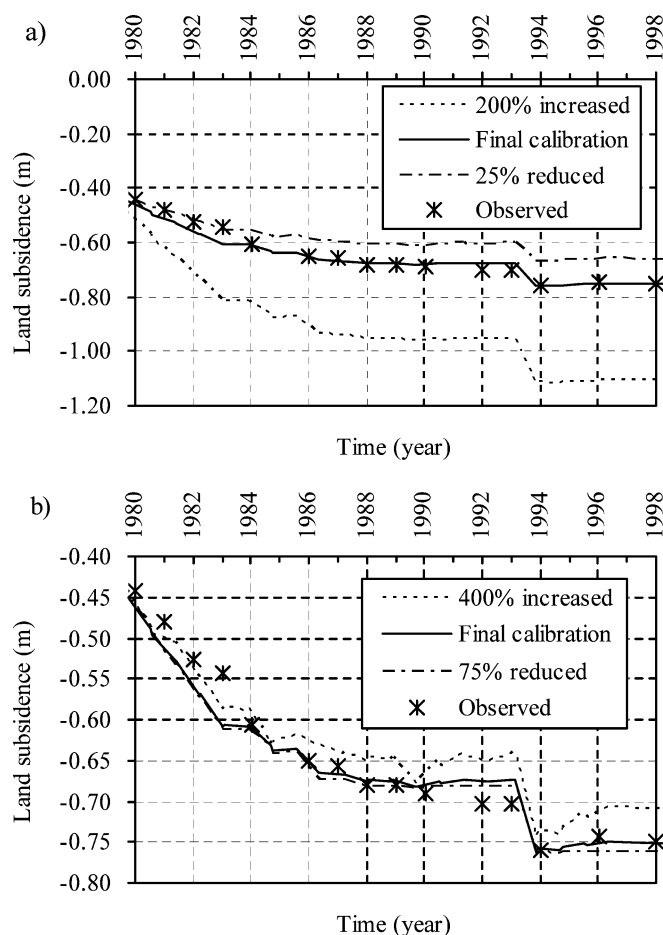 a)
1980 1982 1984 1986 1988 1990 1992 1994 1996 1998
0.00
-0.20
-0.40
-0.60
-0.80
-1.00
-1.20
Land subsidence (m)
200% increased
Final calibration
25% reduced
Observed
Time (year)
b)
1980 1982 1984 1986 1988 1990 1992 1994 1996 1998
-0.40
-0.45
-0.50
-0.55
-0.60
-0.65
-0.70
-0.75
-0.80
Land subsidence (m)
400% increased
Final calibration
75% reduced
Observed
Time (year)